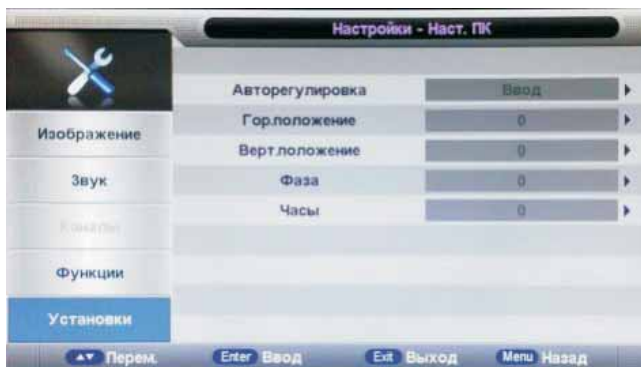 Настройки - Наст. ПК
Авторегулировка Ввод
Гор.положение 0
Верт.положение 0
Фаза 0
Часы 0
Изображение
Звук
Каналы
Функции
Установки
▲▼ Перем. Enter Ввод Exit Выход Menu Назад